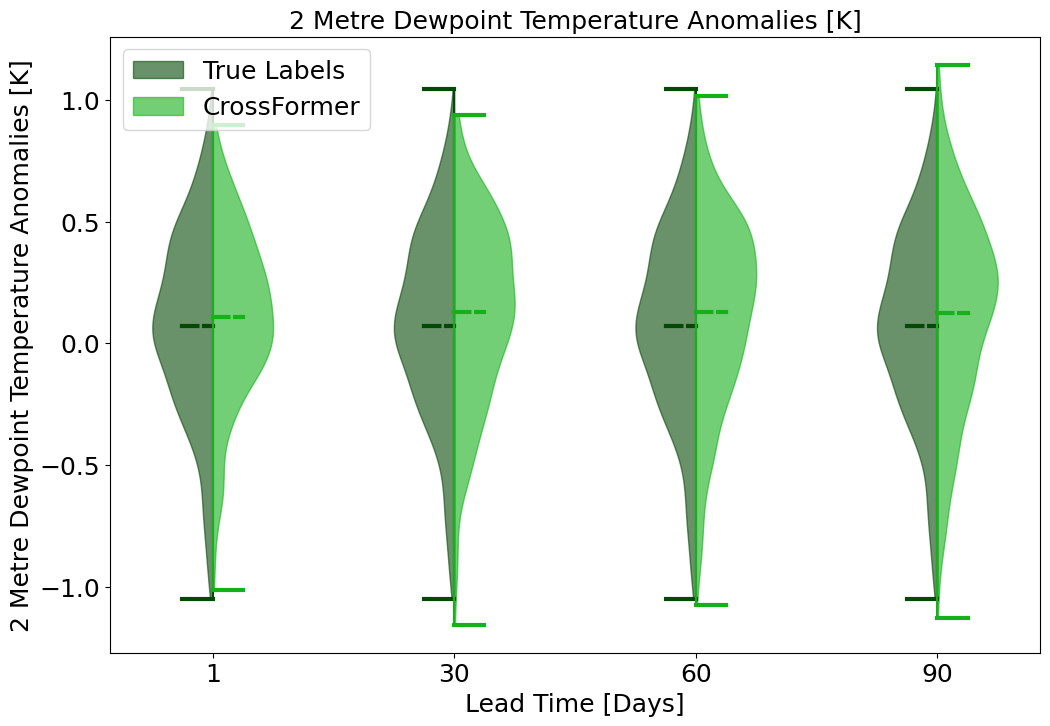 2 Metre Dewpoint Temperature Anomalies [K]
True Labels
CrossFormer
2 Metre Dewpoint Temperature Anomalies [K]
1.0
0.5
0.0
−0.5
−1.0
1
30
60
90
Lead Time [Days]